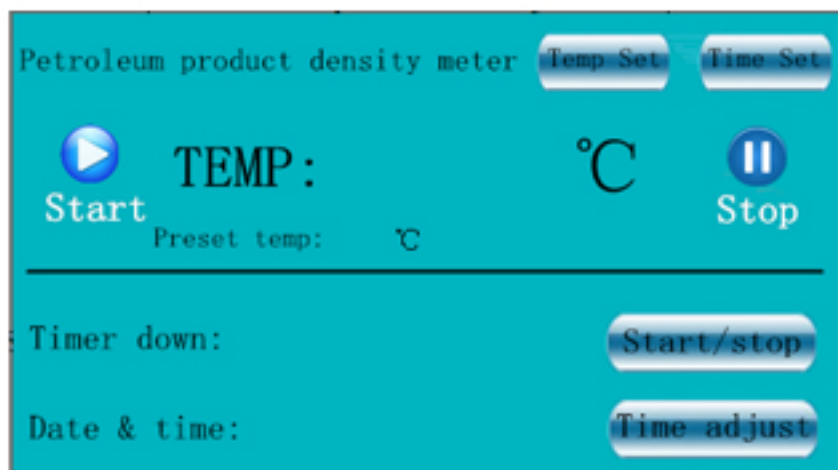 Petroleum product density meter Temp Set Time Set
TEMP: ℃
Start Stop
Preset temp: ℃
Timer down: Start/stop
Date & time: Time adjust